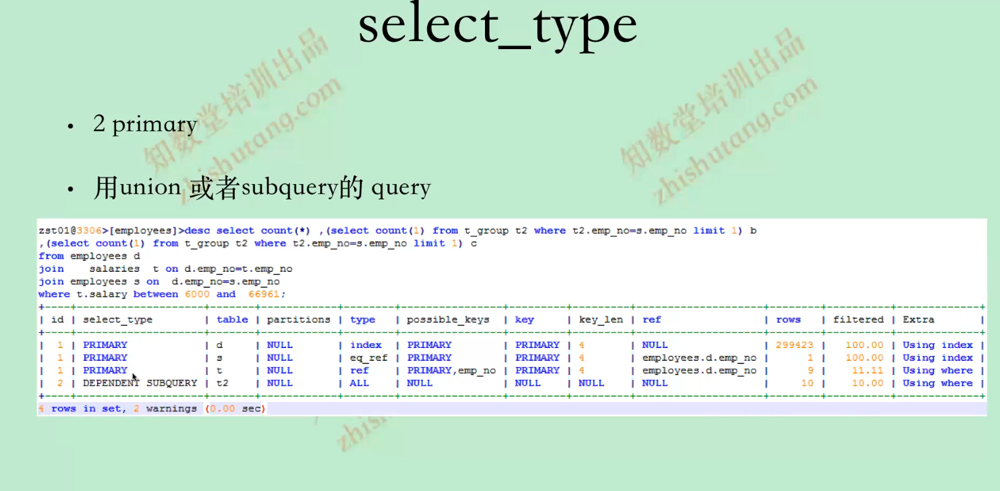 select_type
知数堂培训出品
zhishutang.com
知数堂培训出品
zhishutang.com
• 2 primary
• 用union 或者subquery的 query
zst01@3306>[employees]>desc select count(*) ,(select count(1) from t_group t2 where t2.emp_no=s.emp_no limit 1) b
,(select count(1) from t_group t2 where t2.emp_no=s.emp_no limit 1) c
from employees d
join    salaries  t on d.emp_no=t.emp_no
join employees s on  d.emp_no=s.emp_no
where t.salary between 6000 and  66961;
+----+--------------------+-------+------------+--------+----------------+---------+---------+--------------------+--------+----------+-------------+
| id | select_type | table | partitions | type | possible_keys | key | key_len | ref | rows | filtered | Extra |
+----+--------------------+-------+------------+--------+----------------+---------+---------+--------------------+--------+----------+-------------+
| 1 | PRIMARY | d | NULL | index | PRIMARY | PRIMARY | 4 | NULL | 299423 | 100.00 | Using index |
| 1 | PRIMARY | s | NULL | eq_ref | PRIMARY | PRIMARY | 4 | employees.d.emp_no | 1 | 100.00 | Using index |
| 1 | PRIMARY | t | NULL | ref | PRIMARY,emp_no | PRIMARY | 4 | employees.d.emp_no | 9 | 11.11 | Using where |
| 2 | DEPENDENT SUBQUERY | t2 | NULL | ALL | NULL | NULL | NULL | NULL | 10 | 10.00 | Using where |
+----+--------------------+-------+------------+--------+----------------+---------+---------+--------------------+--------+----------+-------------+
4 rows in set, 2 warnings (0.00 sec)